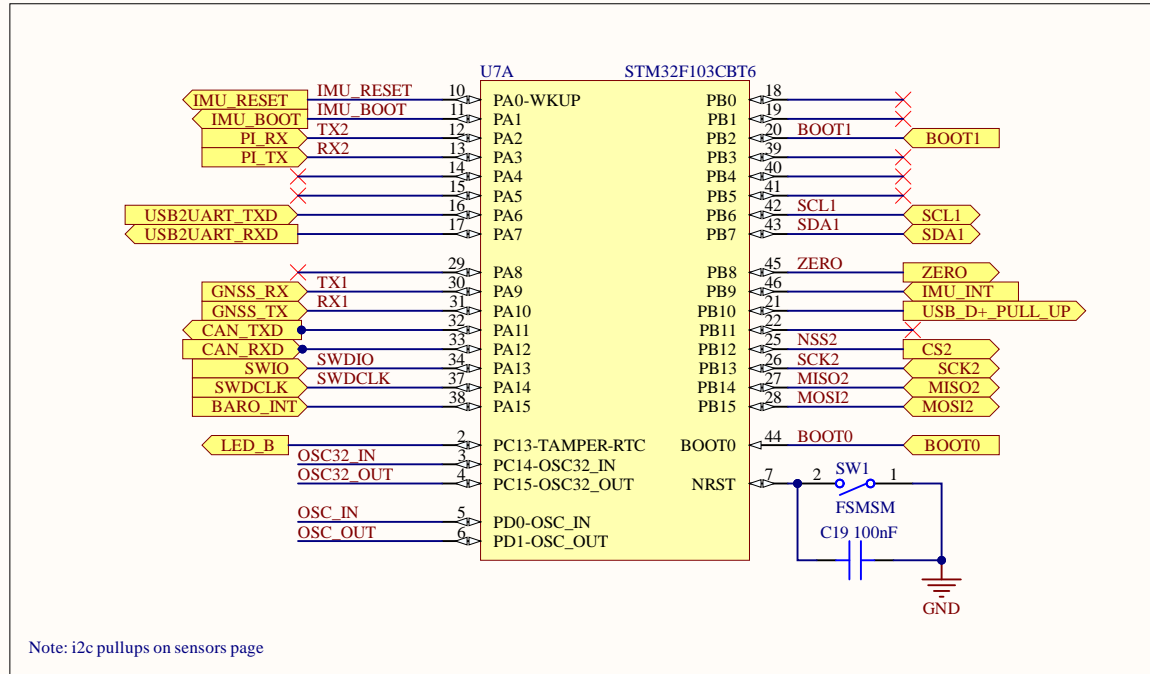 U7A STM32F103CBT6
IMU_RESET IMU_RESET 10 PA0-WKUP PB0 18
IMU_BOOT IMU_BOOT 11 PA1 PB1 19
PI_RX TX2 12 PA2 PB2 20 BOOT1 BOOT1
PI_TX RX2 13 PA3 PB3 39
14 PA4 PB4 40
15 PA5 PB5 41
USB2UART_TXD 16 PA6 PB6 42 SCL1 SCL1
USB2UART_RXD 17 PA7 PB7 43 SDA1 SDA1
29 PA8 PB8 45 ZERO ZERO
GNSS_RX TX1 30 PA9 PB9 46 IMU_INT
GNSS_TX RX1 31 PA10 PB10 21 USB_D+_PULL_UP
CAN_TXD 32 PA11 PB11 22
CAN_RXD 33 PA12 PB12 25 NSS2 CS2
SWIO SWDIO 34 PA13 PB13 26 SCK2 SCK2
SWDCLK SWDCLK 37 PA14 PB14 27 MISO2 MISO2
BARO_INT 38 PA15 PB15 28 MOSI2 MOSI2
LED_B 2 PC13-TAMPER-RTC BOOT0 44 BOOT0 BOOT0
OSC32_IN 3 PC14-OSC32_IN
OSC32_OUT 4 PC15-OSC32_OUT NRST 7 2 SW1 1
FSMSM
OSC_IN 5 PD0-OSC_IN
OSC_OUT 6 PD1-OSC_OUT C19 100nF
GND
Note: i2c pullups on sensors page